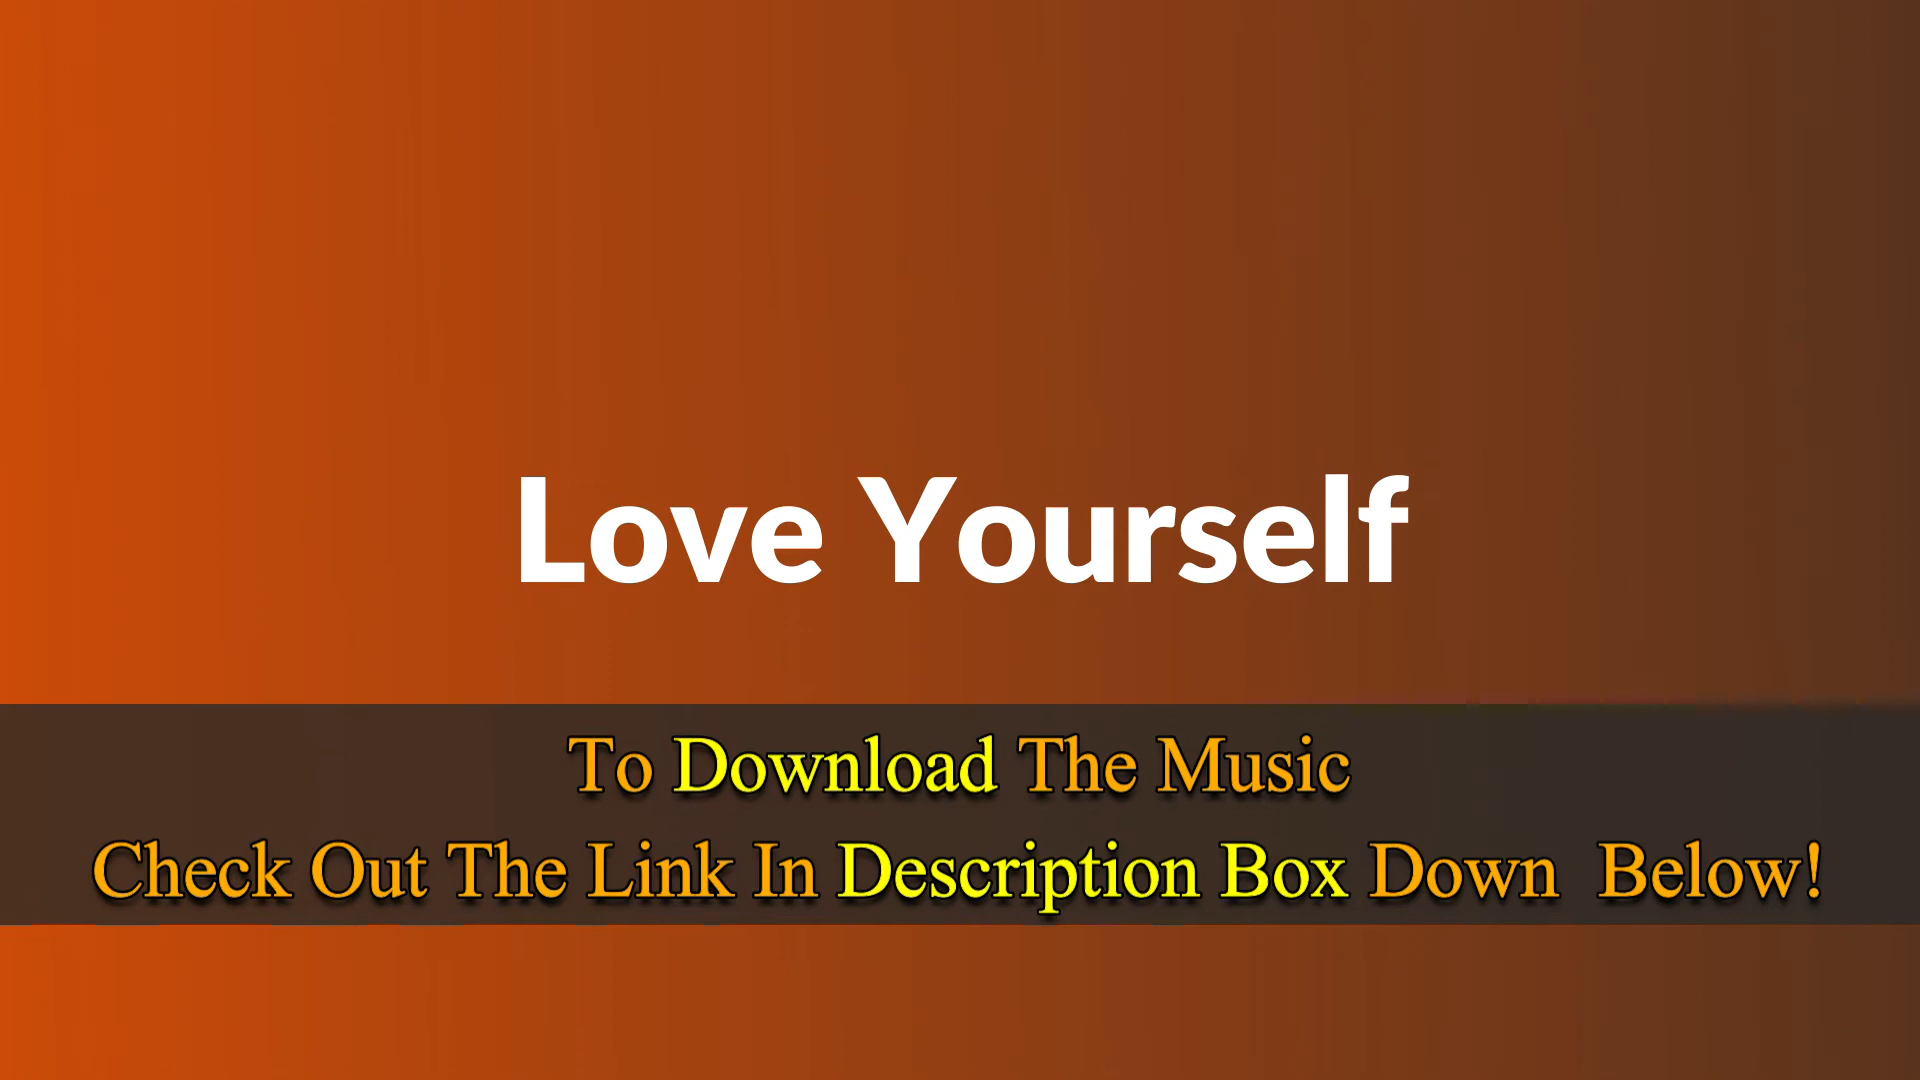 Love Yourself
To Download The Music
Check Out The Link In Description Box Down  Below!